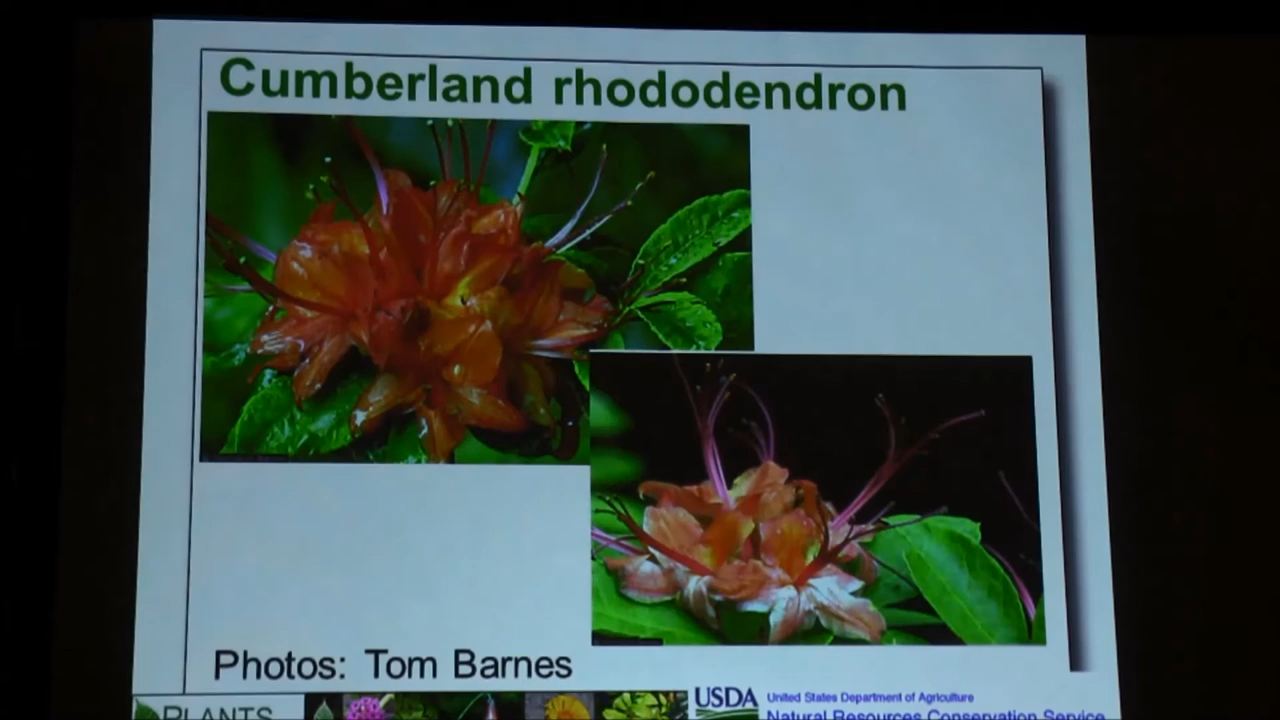 Cumberland rhododendron
Photos: Tom Barnes
PLANTS
USDA
United States Department of Agriculture
Natural Resources Conservation Service